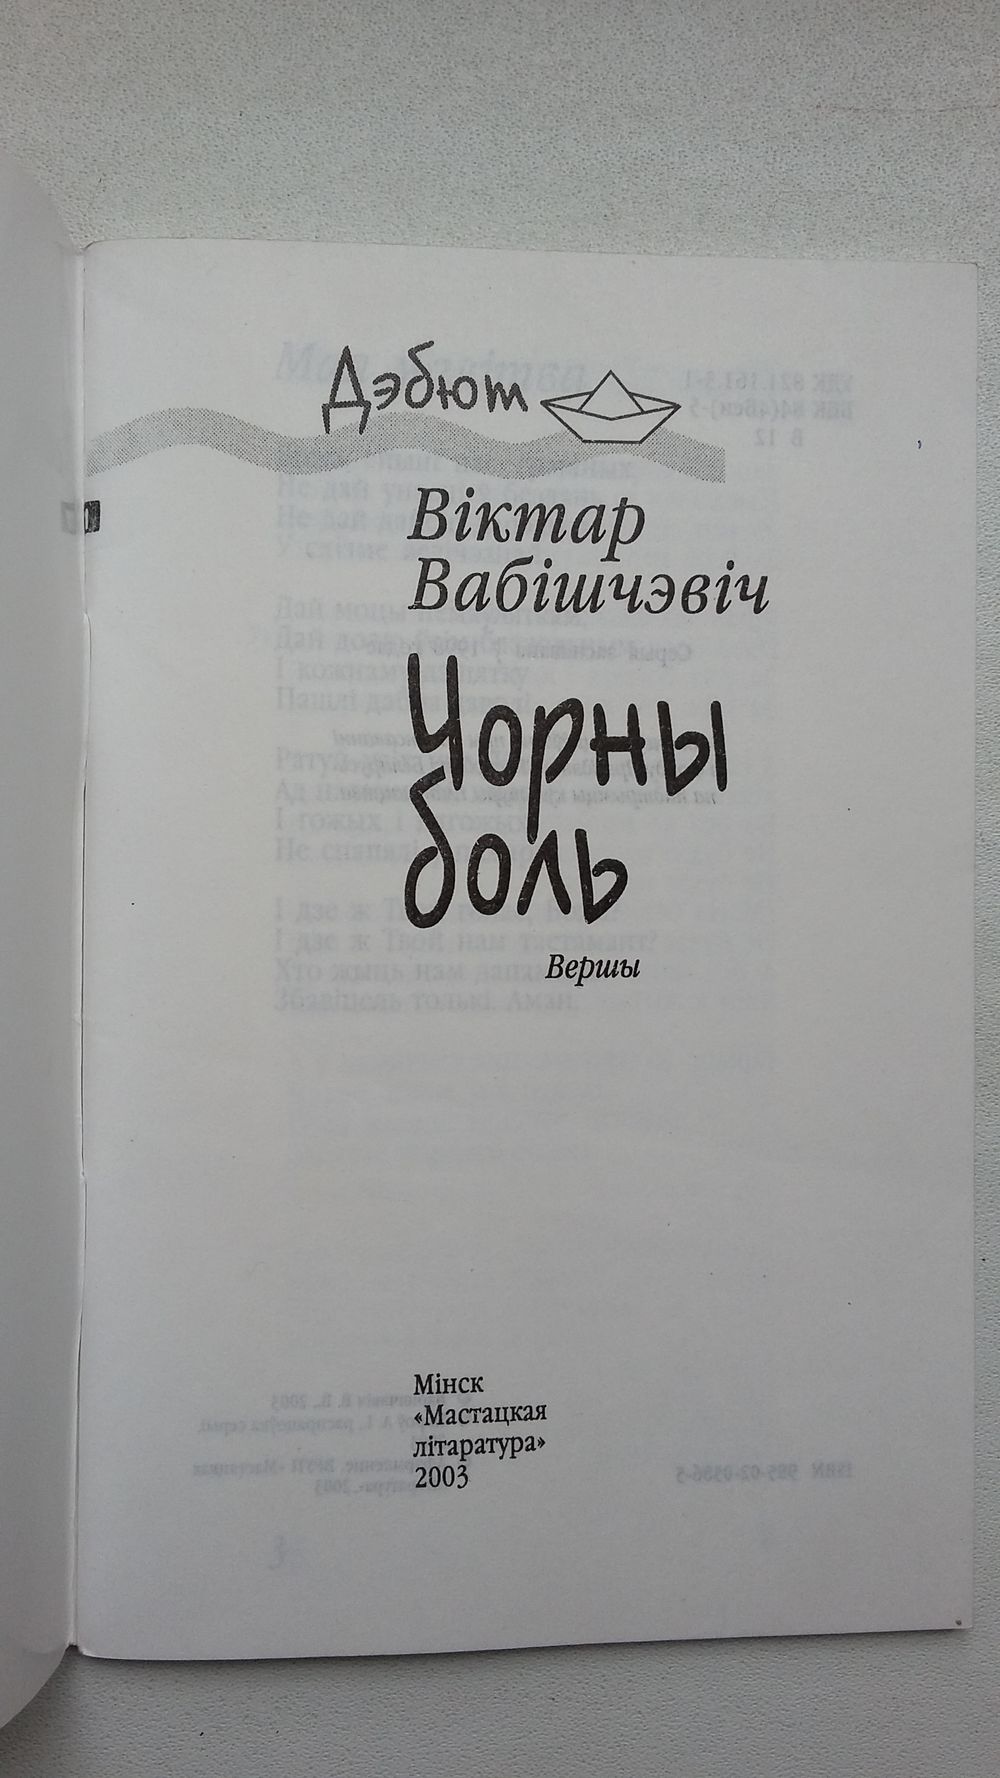 Дэбют
Віктар
Вабішчэвіч
Чорны
боль
Вершы
Мінск
«Мастацкая
літаратура»
2003